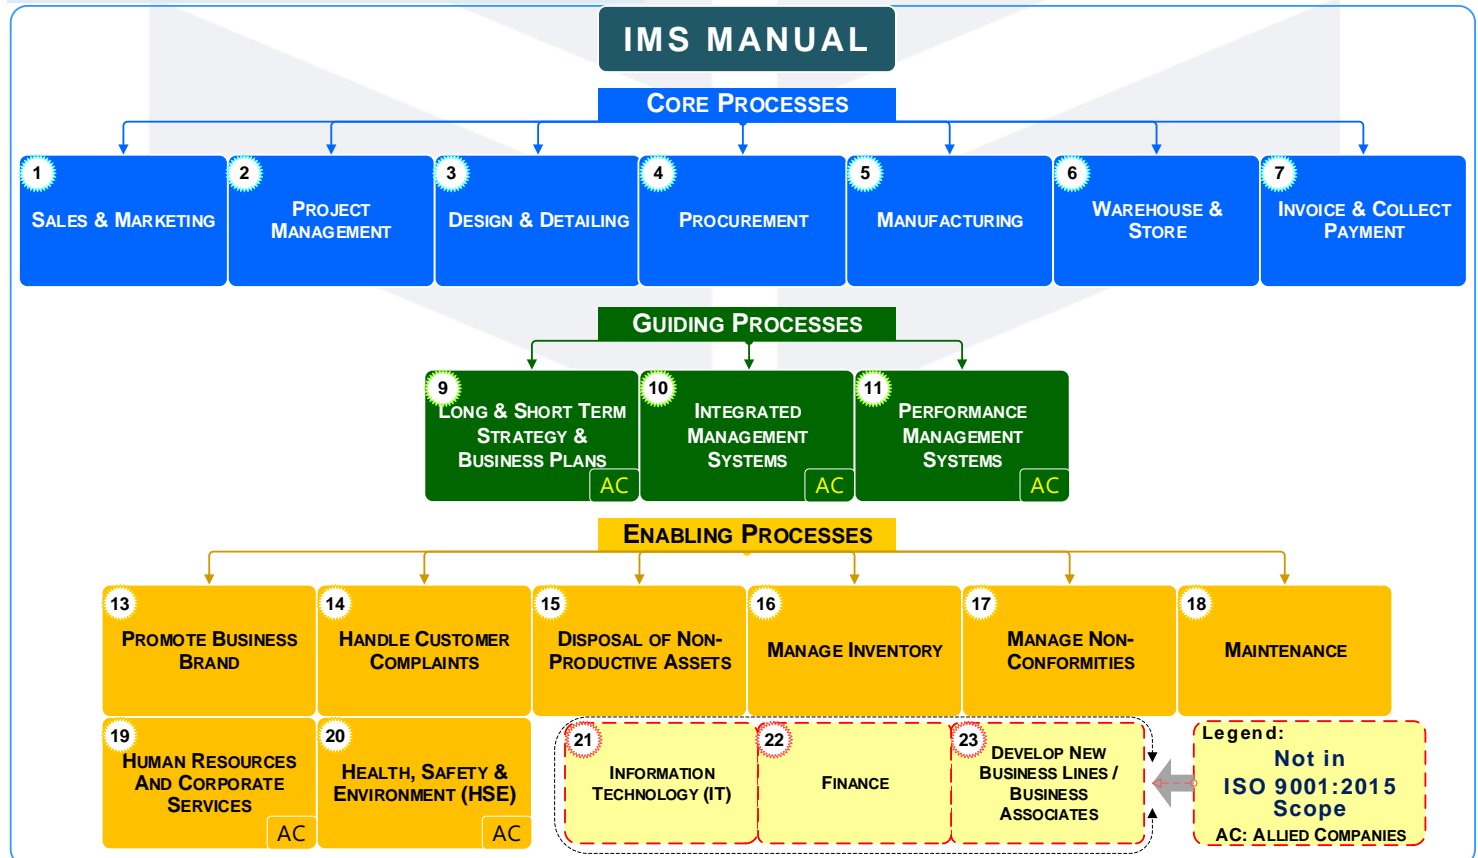 IMS MANUAL
CORE PROCESSES
1
SALES & MARKETING
2
PROJECT
MANAGEMENT
3
DESIGN & DETAILING
4
PROCUREMENT
5
MANUFACTURING
6
WAREHOUSE &
STORE
7
INVOICE & COLLECT
PAYMENT
GUIDING PROCESSES
9
LONG & SHORT TERM
STRATEGY &
BUSINESS PLANS
AC
10
INTEGRATED
MANAGEMENT
SYSTEMS
AC
11
PERFORMANCE
MANAGEMENT
SYSTEMS
AC
ENABLING PROCESSES
13
PROMOTE BUSINESS
BRAND
14
HANDLE CUSTOMER
COMPLAINTS
15
DISPOSAL OF NON-
PRODUCTIVE ASSETS
16
MANAGE INVENTORY
17
MANAGE NON-
CONFORMITIES
18
MAINTENANCE
19
HUMAN RESOURCES
AND CORPORATE
SERVICES
AC
20
HEALTH, SAFETY &
ENVIRONMENT (HSE)
AC
21
INFORMATION
TECHNOLOGY (IT)
22
FINANCE
23
DEVELOP NEW
BUSINESS LINES /
BUSINESS
ASSOCIATES
Legend:
Not in
ISO 9001:2015
Scope
AC: ALLIED COMPANIES